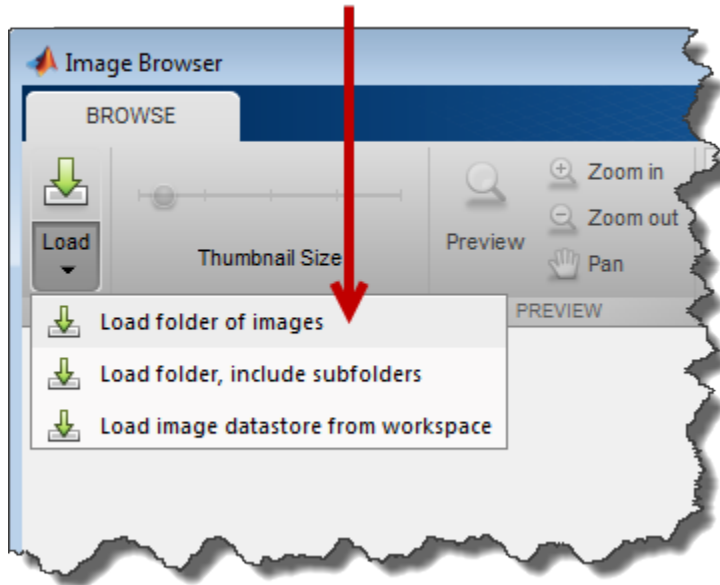 Image Browser
BROWSE
Load
Thumbnail Size
Preview
Zoom in
Zoom out
Pan
PREVIEW
Load folder of images
Load folder, include subfolders
Load image datastore from workspace